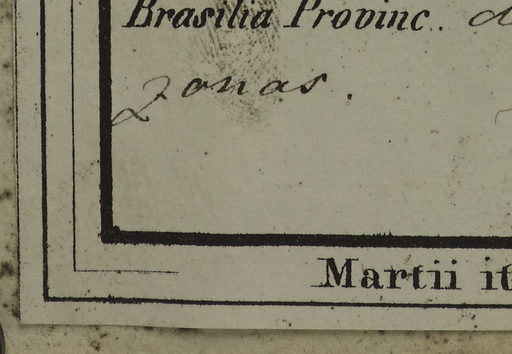 Brasilia Provinc.
zonas.
Martii it